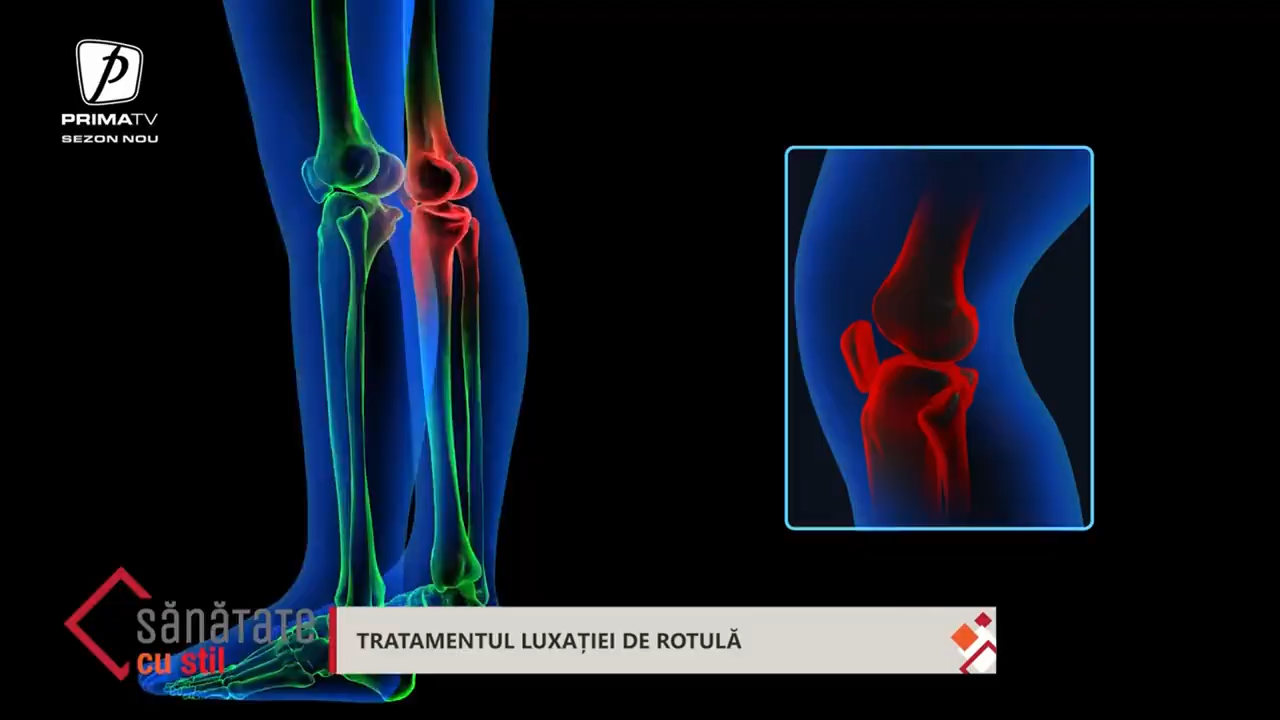 PRIMATV
SEZON NOU
sănătate
cu stil
TRATAMENTUL LUXAȚIEI DE ROTULĂ